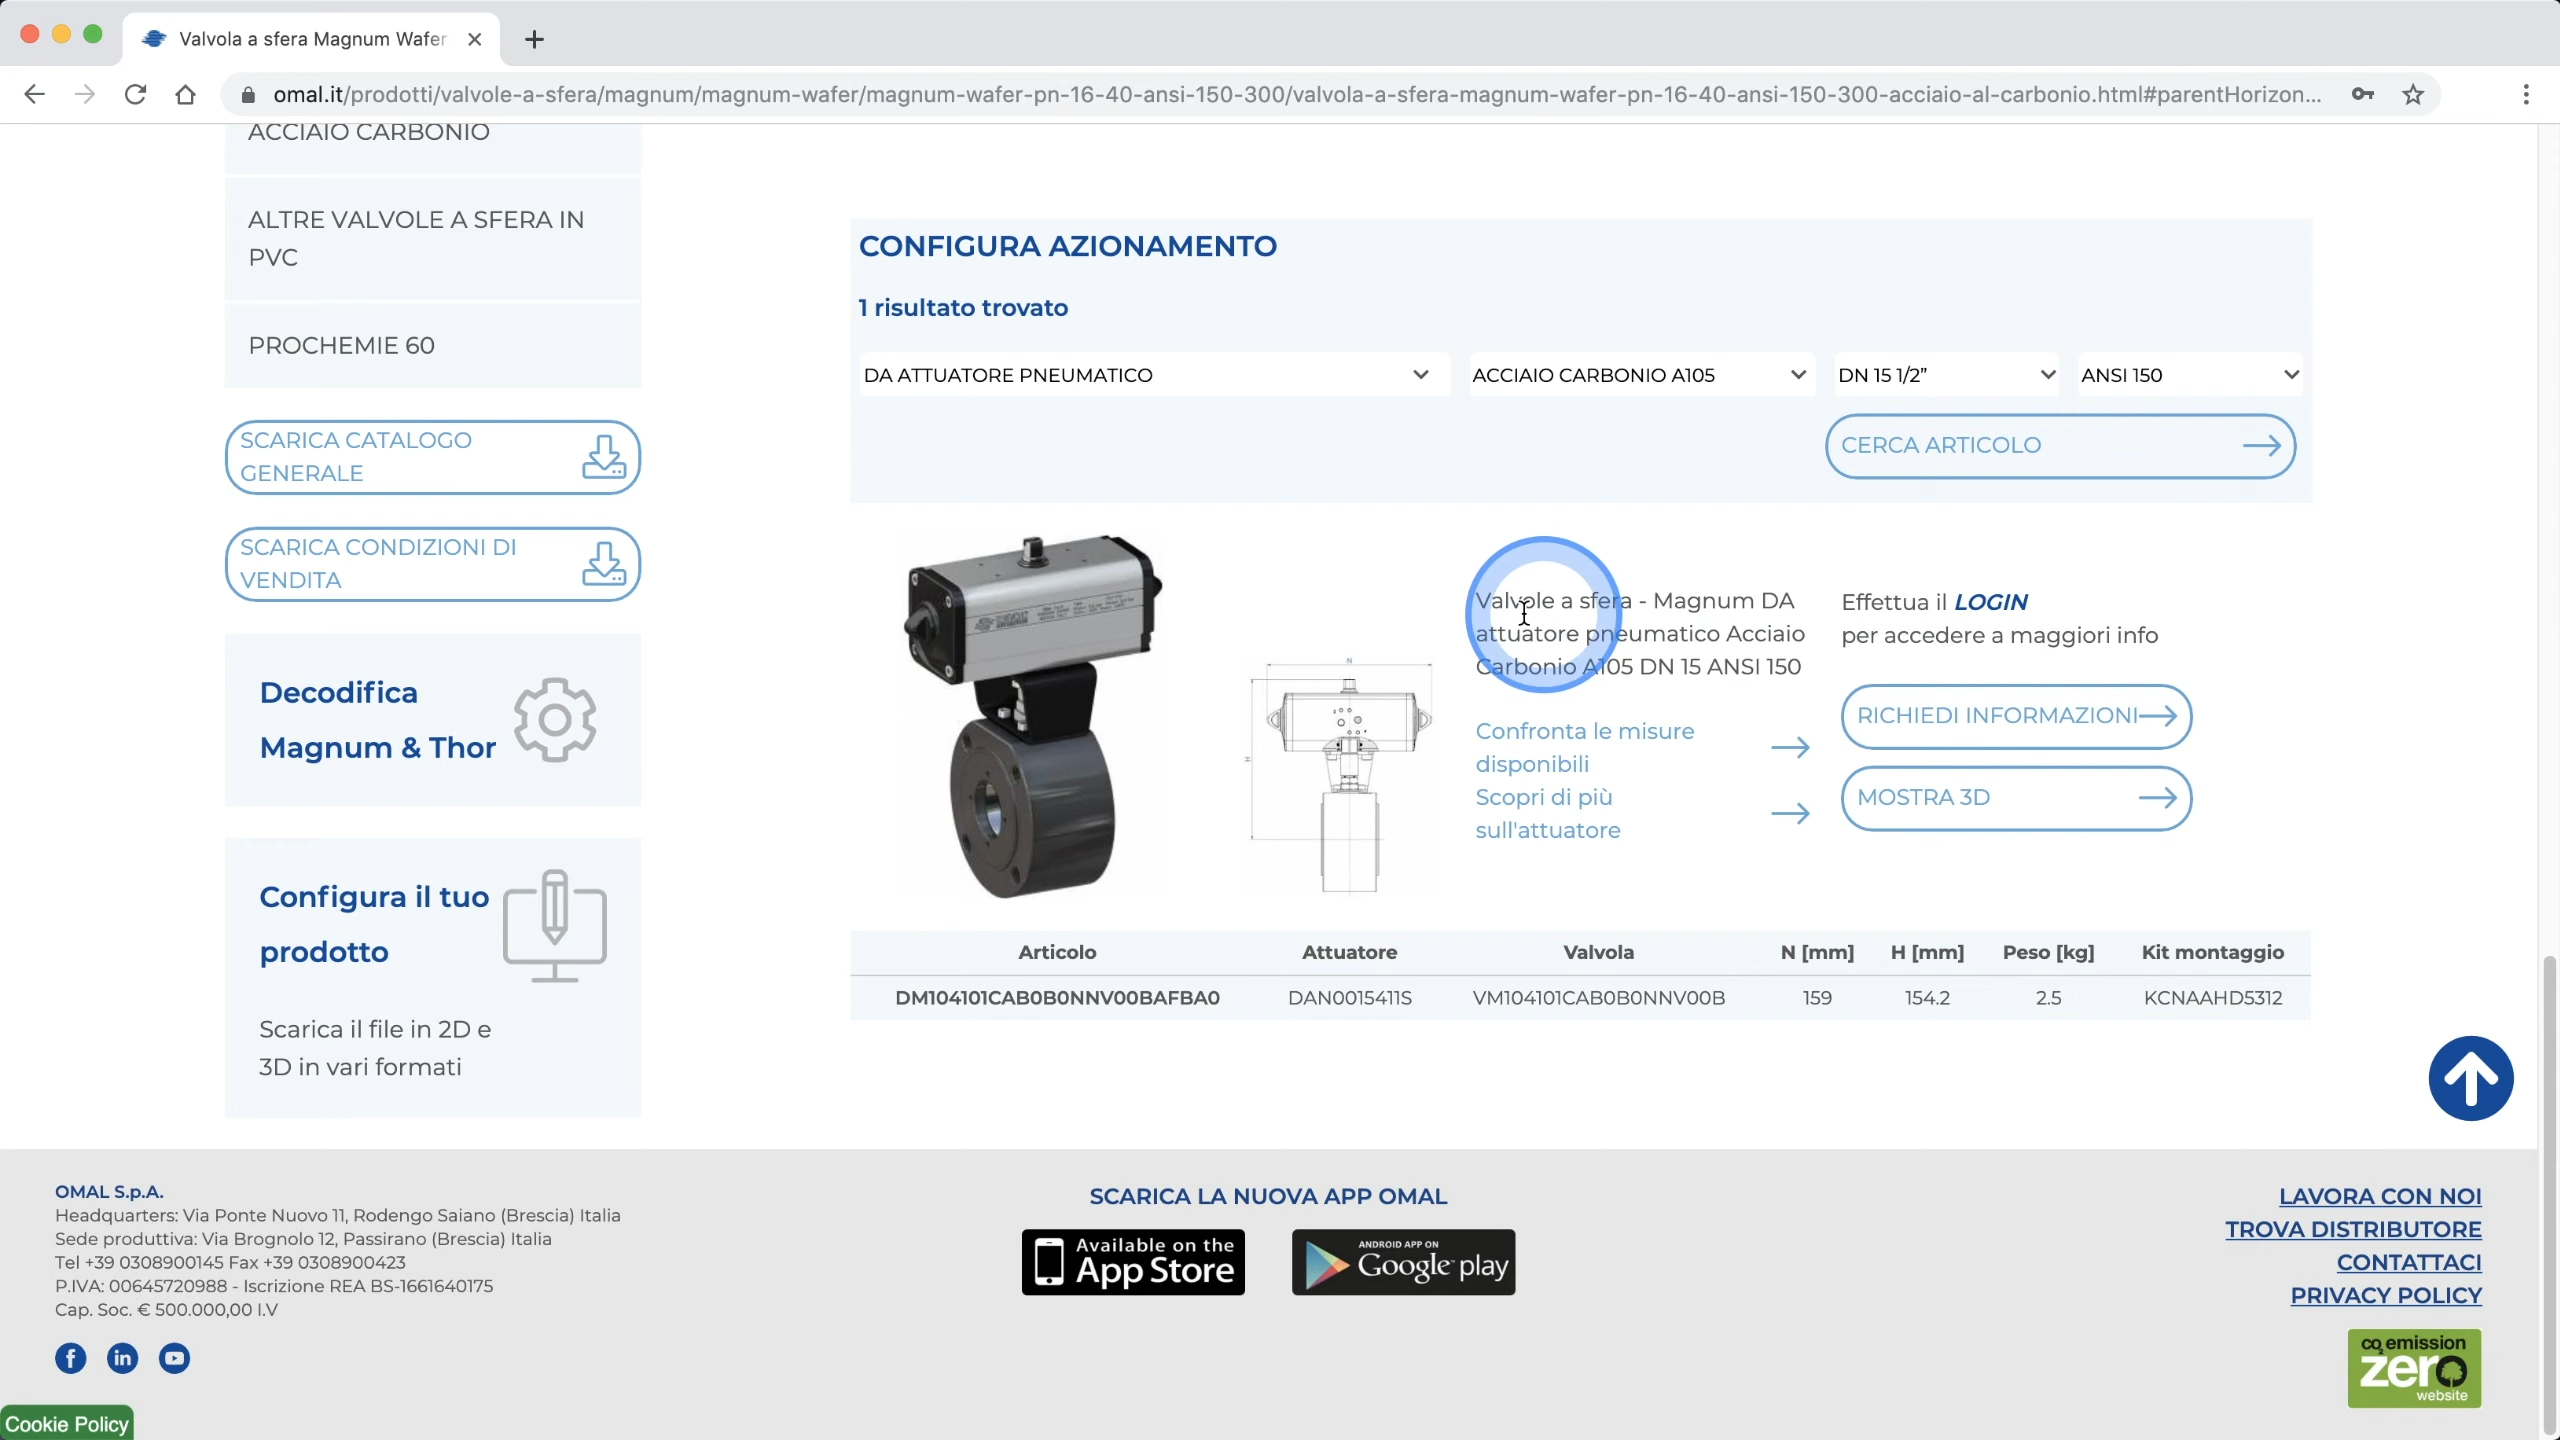 Valvola a sfera Magnum Wafer
omal.it/prodotti/valvole-a-sfera/magnum/magnum-wafer/magnum-wafer-pn-16-40-ansi-150-300/valvola-a-sfera-magnum-wafer-pn-16-40-ansi-150-300-acciaio-al-carbonio.html#parentHorizon...
ACCIAIO CARBONIO
ALTRE VALVOLE A SFERA IN
PVC
PROCHEMIE 60
SCARICA CATALOGO
GENERALE
SCARICA CONDIZIONI DI
VENDITA
Decodifica
Magnum & Thor
Configura il tuo
prodotto
Scarica il file in 2D e
3D in vari formati
CONFIGURA AZIONAMENTO
1 risultato trovato
DA ATTUATORE PNEUMATICO
ACCIAIO CARBONIO A105
DN 15 1/2”
ANSI 150
CERCA ARTICOLO
N
H
Valvole a sfera - Magnum DA
attuatore pneumatico Acciaio
Carbonio A105 DN 15 ANSI 150
Confronta le misure
disponibili
Scopri di più
sull'attuatore
Effettua il LOGIN
per accedere a maggiori info
RICHIEDI INFORMAZIONI
MOSTRA 3D
Articolo Attuatore Valvola N [mm] H [mm] Peso [kg] Kit montaggio
DM104101CAB0B0NNV00BAFBA0 DAN0015411S VM104101CAB0B0NNV00B 159 154.2 2.5 KCNAAHD5312
OMAL S.p.A.
Headquarters: Via Ponte Nuovo 11, Rodengo Saiano (Brescia) Italia
Sede produttiva: Via Brognolo 12, Passirano (Brescia) Italia
Tel +39 0308900145 Fax +39 0308900423
P.IVA: 00645720988 - Iscrizione REA BS-1661640175
Cap. Soc. € 500.000,00 I.V
SCARICA LA NUOVA APP OMAL
Available on the
App Store
ANDROID APP ON
Google play
LAVORA CON NOI
TROVA DISTRIBUTORE
CONTATTACI
PRIVACY POLICY
co2 emission
zero
website
Cookie Policy